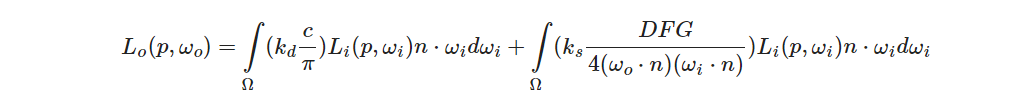 L_o(p, ω_o) = ∫_Ω (k_d c/π) L_i(p, ω_i) n · ω_i dω_i + ∫_Ω (k_s DFG / 4(ω_o · n)(ω_i · n)) L_i(p, ω_i) n · ω_i dω_i